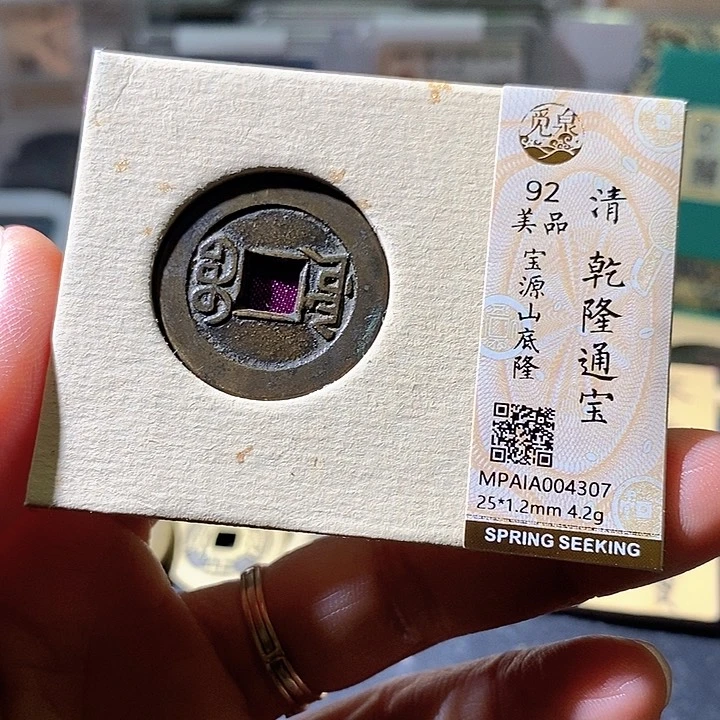 觅泉
92
美品
宝源山底隆
清 乾隆通宝
MPAIA004307
25*1.2mm 4.2g
SPRING SEEKING